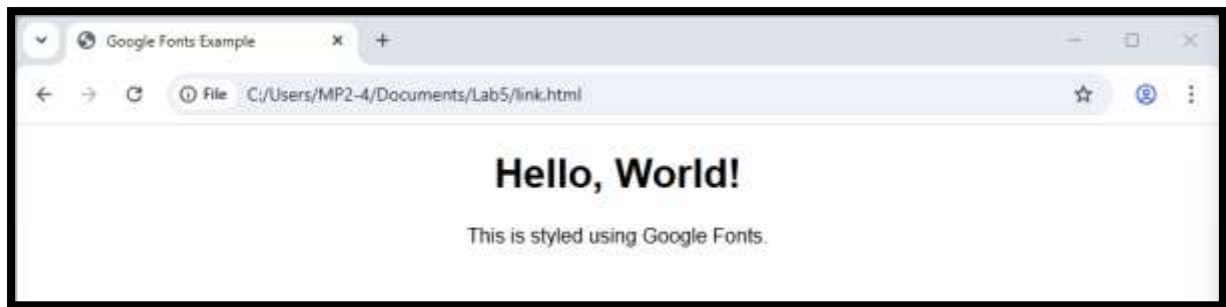 Google Fonts Example
File C:/Users/MP2-4/Documents/Lab5/link.html
Hello, World!
This is styled using Google Fonts.